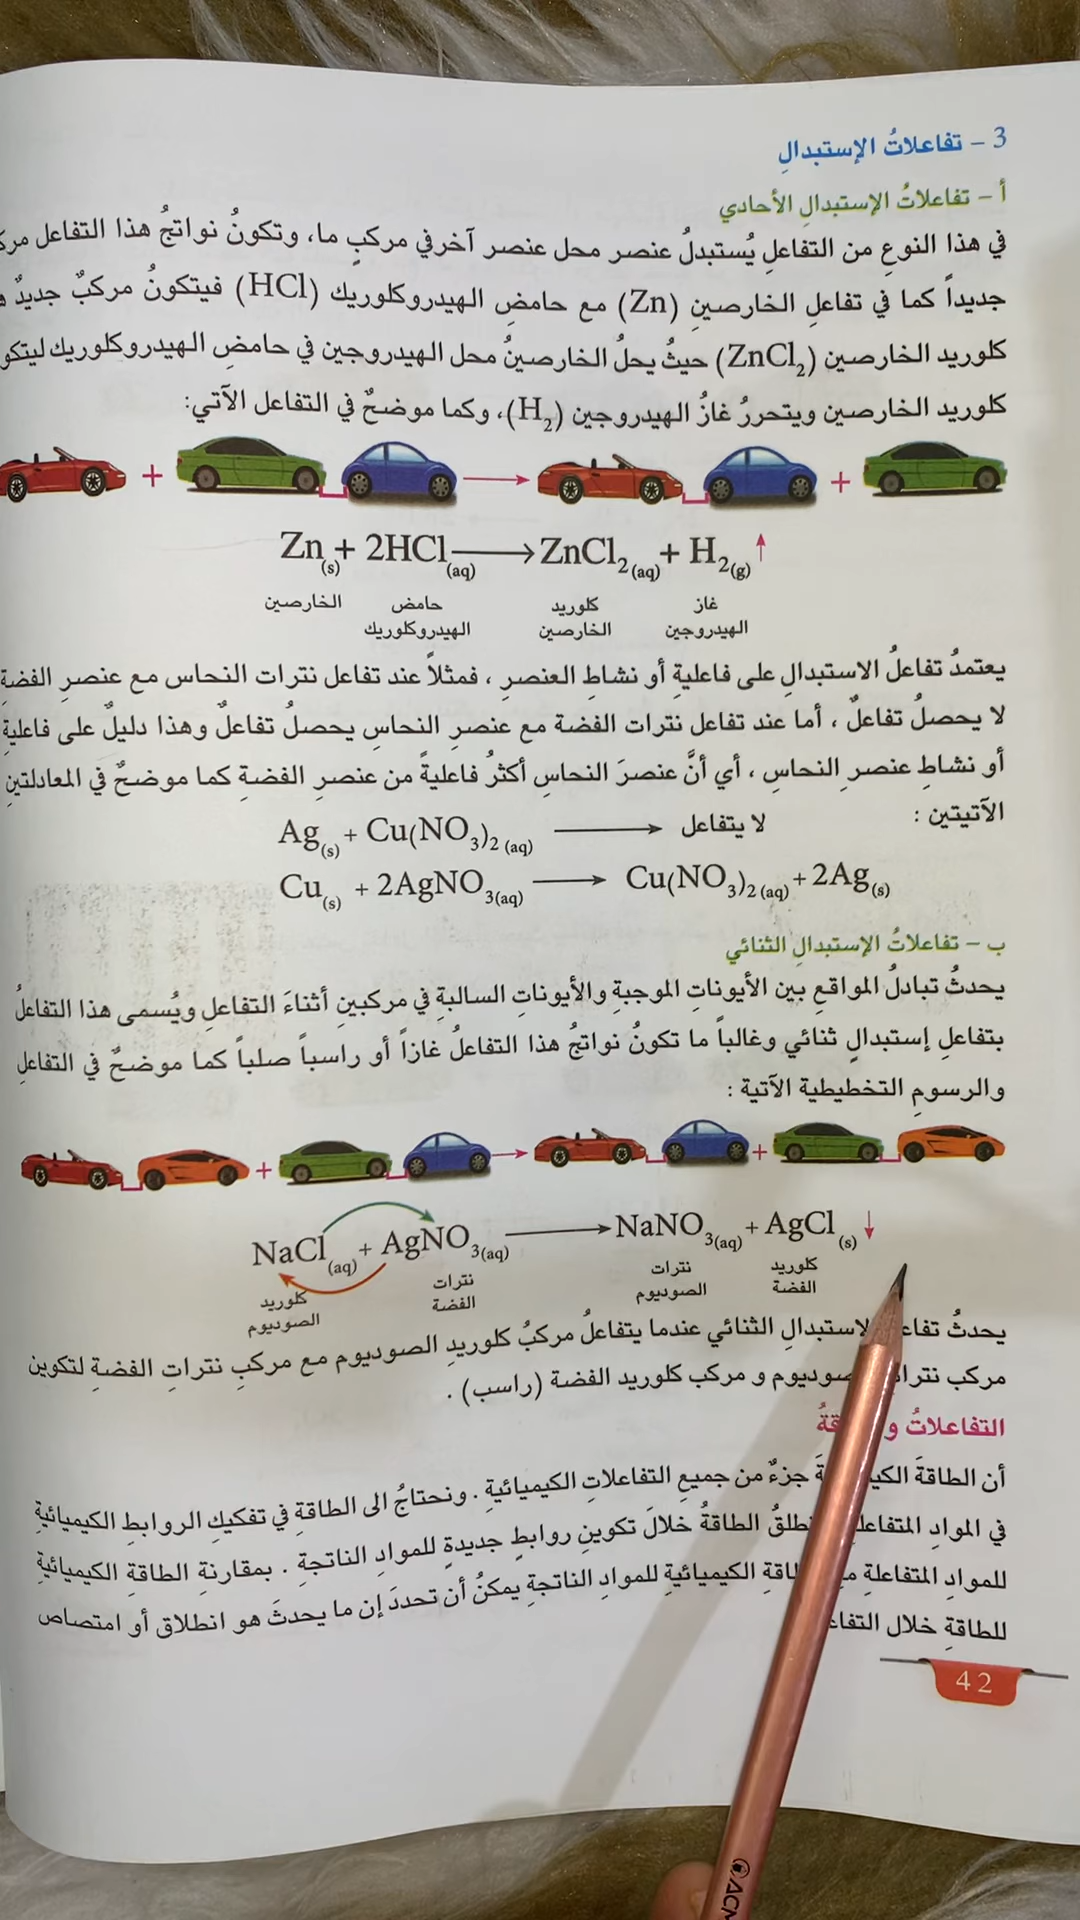 3 – تفاعلاتُ الإستبدالِ
أ – تفاعلاتُ الإستبدالِ الأحادي
في هذا النوعِ من التفاعلِ يُستبدلُ عنصر محل عنصر آخرفي مركبٍ ما، وتكونُ نواتجُ هذا التفاعل
جديداً كما في تفاعلِ الخارصينِ (Zn) مع حامضِ الهيدروكلوريك (HCl) فيتكونُ مركبٌ جديدٌ
كلوريد الخارصين (ZnCl₂) حيثُ يحلُ الخارصينُ محل الهيدروجين في حامضِ الهيدروكلوريك
كلوريد الخارصين ويتحررُ غازُ الهيدروجين (H₂)، وكما موضحٌ في التفاعل الآتي:
+ → +
Zn(s) + 2HCl(aq) ⟶ ZnCl₂(aq) + H₂(g) ↑
الخارصين حامض الهيدروكلوريك كلوريد الخارصين غاز الهيدروجين
يعتمدُ تفاعلُ الاستبدالِ على فاعليةِ أو نشاطِ العنصرِ ، فمثلاً عند تفاعل نترات النحاس مع عنصرِ الفضة
لا يحصلُ تفاعلٌ ، أما عند تفاعل نترات الفضة مع عنصرِ النحاسِ يحصلُ تفاعلٌ وهذا دليلٌ على فاعليةِ
أو نشاطِ عنصرِ النحاسِ ، أي أنَّ عنصرَ النحاسِ أكثرُ فاعليةً من عنصرِ الفضة كما موضحٌ في المعادلتينِ
الآتيتينِ :
Ag(s) + Cu(NO₃)₂ (aq) ⟶ لا يتفاعل
Cu(s) + 2AgNO₃(aq) ⟶ Cu(NO₃)₂ (aq) + 2Ag(s)
ب – تفاعلاتُ الإستبدالِ الثنائي
يحدثُ تبادلُ المواقعِ بين الأيوناتِ الموجبةِ والأيوناتِ السالبةِ في مركبينِ أثناءَ التفاعلِ ويُسمى هذا التفاعلُ
بتفاعلِ إستبدالٍ ثنائي وغالباً ما تكونُ نواتجُ هذا التفاعلُ غازاً أو راسباً صلباً كما موضحٌ في التفاعلِ
والرسومِ التخطيطية الآتية :
+ → +
NaCl(aq) + AgNO₃(aq) ⟶ NaNO₃(aq) + AgCl(s) ↓
كلوريد الصوديوم نترات الفضة نترات الصوديوم كلوريد الفضة
يحدثُ الثنائي عندما يتفاعلُ مركبُ كلوريدِ الصوديوم مع مركبِ نتراتِ الفضةِ لتكوين
مركب و مركب كلوريد الفضة (راسب) .
التفاعلاتُ
أن الطاقةَ جزءٌ من جميعِ التفاعلاتِ الكيميائيةِ . ونحتاجُ الى الطاقةِ في تفكيكِ الروابطِ الكيميائيةِ
في الموادِ الطاقةُ خلالَ تكوينِ روابطٍ جديدةٍ للموادِ الناتجةِ . بمقارنةِ الطاقةِ الكيميائيةِ
للموادِ المتفاعلةِ الكيميائيةِ للموادِ الناتجةِ يمكنُ أن تحددَ إن ما يحدثَ هو انطلاق أو امتصاص
للطاقةِ خلال
42